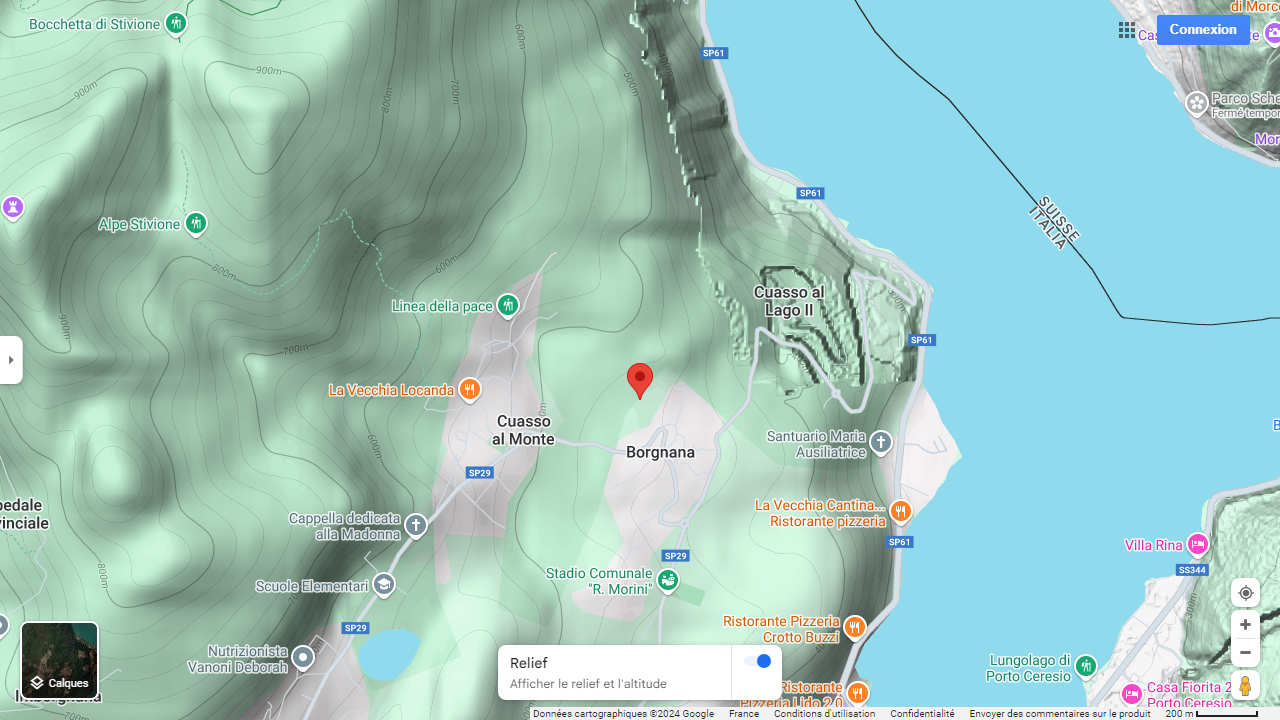 Bocchetta di Stivione
600m
500m
SP61
Connexion
Parco Sche
Fermé tempor
Mor
900m
900m
800m
700m
SP61
SUISSE
ITALIA
Alpe Stivione
600m
Linea della pace
Cuasso al
Lago II
900m
700m
SP61
La Vecchia Locanda
Cuasso
al Monte
Borgnana
Santuario Maria
Ausiliatrice
600m
SP29
pedale
vinciale
Cappella dedicata
alla Madonna
La Vecchia Cantina...
Ristorante pizzeria
SP61
Villa Rina
SP29
SS344
Stadio Comunale
"R. Morini"
Scuole Elementari
800m
SP29
Ristorante Pizzeria
Crotto Buzzi
Nutrizionista
Vanoni Deborah
Relief
Afficher le relief et l'altitude
Calques
Lungolago di
Porto Ceresio
Ristorante
Pizzeria Lido 2.0
Casa Fiorita 2
Porto Ceresio
Données cartographiques ©2024 Google
France
Conditions d'utilisation
Confidentialité
Envoyer des commentaires sur le produit
200 m